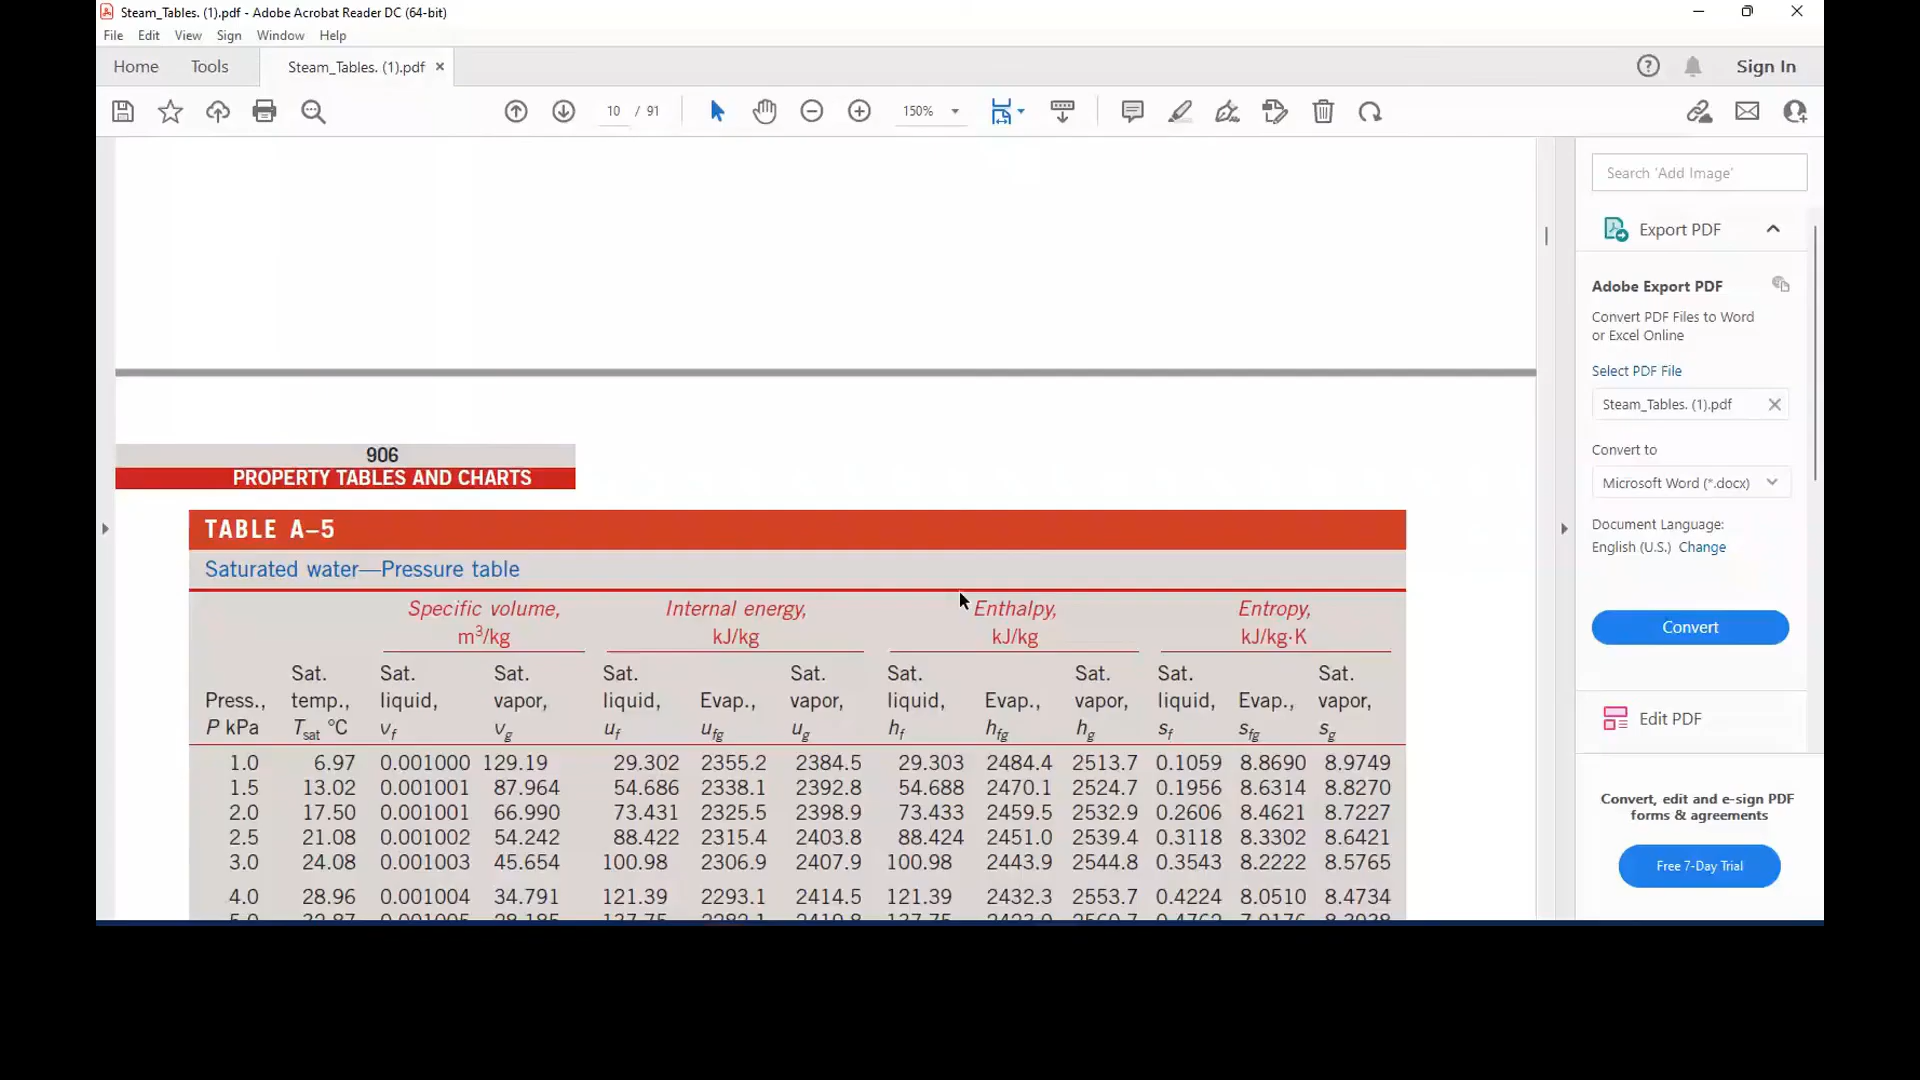 Steam_Tables. (1).pdf - Adobe Acrobat Reader DC (64-bit)
File Edit View Sign Window Help
Home Tools Steam_Tables. (1).pdf × Sign In
10 / 91 150%
Search 'Add Image'
Export PDF
Adobe Export PDF
Convert PDF Files to Word
or Excel Online
Select PDF File
Steam_Tables. (1).pdf
Convert to
Microsoft Word (*.docx)
Document Language:
English (U.S.) Change
Convert
Edit PDF
Convert, edit and e-sign PDF
forms & agreements
Free 7-Day Trial
906
PROPERTY TABLES AND CHARTS
TABLE A–5
Saturated water—Pressure table
Specific volume, Internal energy, Enthalpy, Entropy,
m³/kg kJ/kg kJ/kg kJ/kg·K
Sat. Sat. Sat. Sat. Sat. Sat. Sat. Sat. Sat.
Press., temp., liquid, vapor, liquid, Evap., vapor, liquid, Evap., vapor, liquid, Evap., vapor,
P kPa Tsat °C vf vg uf ufg ug hf hfg hg sf sfg sg
1.0 6.97 0.001000 129.19 29.302 2355.2 2384.5 29.303 2484.4 2513.7 0.1059 8.8690 8.9749
1.5 13.02 0.001001 87.964 54.686 2338.1 2392.8 54.688 2470.1 2524.7 0.1956 8.6314 8.8270
2.0 17.50 0.001001 66.990 73.431 2325.5 2398.9 73.433 2459.5 2532.9 0.2606 8.4621 8.7227
2.5 21.08 0.001002 54.242 88.422 2315.4 2403.8 88.424 2451.0 2539.4 0.3118 8.3302 8.6421
3.0 24.08 0.001003 45.654 100.98 2306.9 2407.9 100.98 2443.9 2544.8 0.3543 8.2222 8.5765
4.0 28.96 0.001004 34.791 121.39 2293.1 2414.5 121.39 2432.3 2553.7 0.4224 8.0510 8.4734